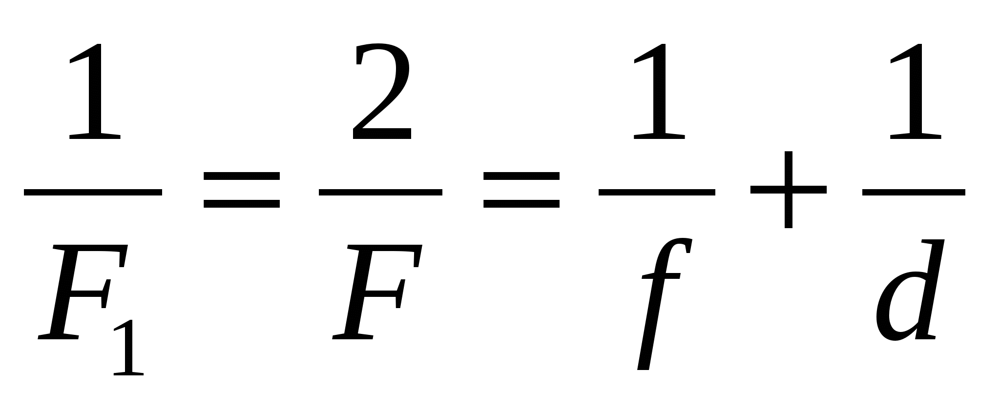 1/F₁ = 2/F = 1/f + 1/d